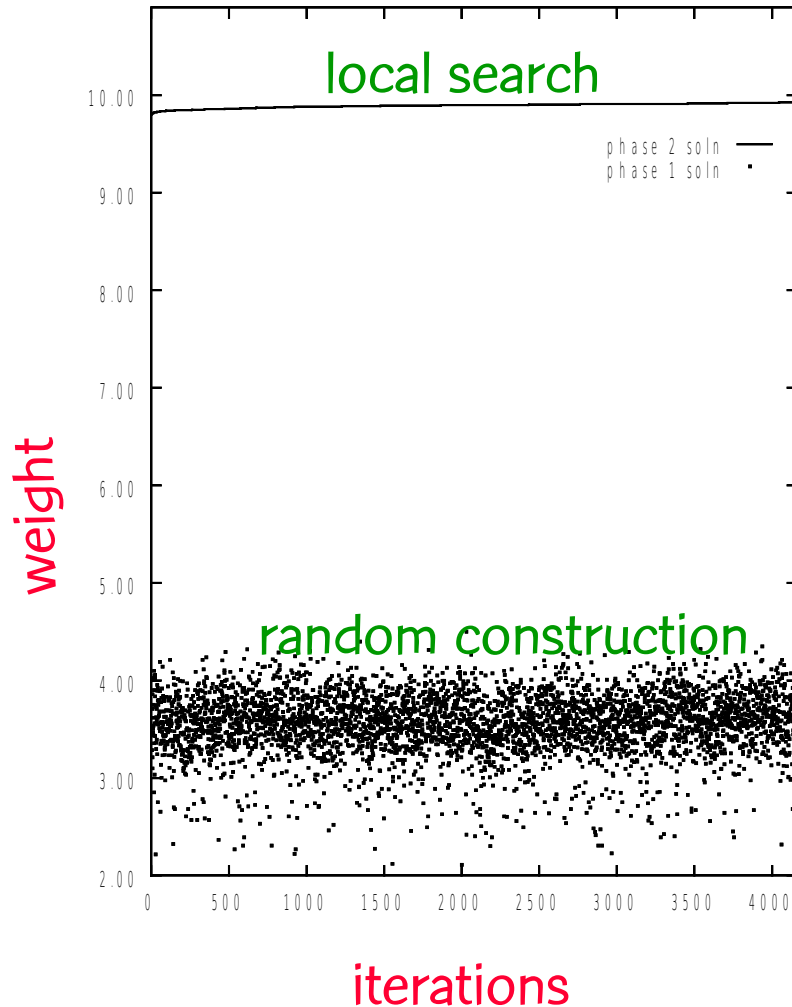 local search
10.00
phase 2 soln
phase 1 soln
9.00
8.00
7.00
weight
6.00
5.00
random construction
4.00
3.00
2.00
0 500 1000 1500 2000 2500 3000 3500 4000
iterations